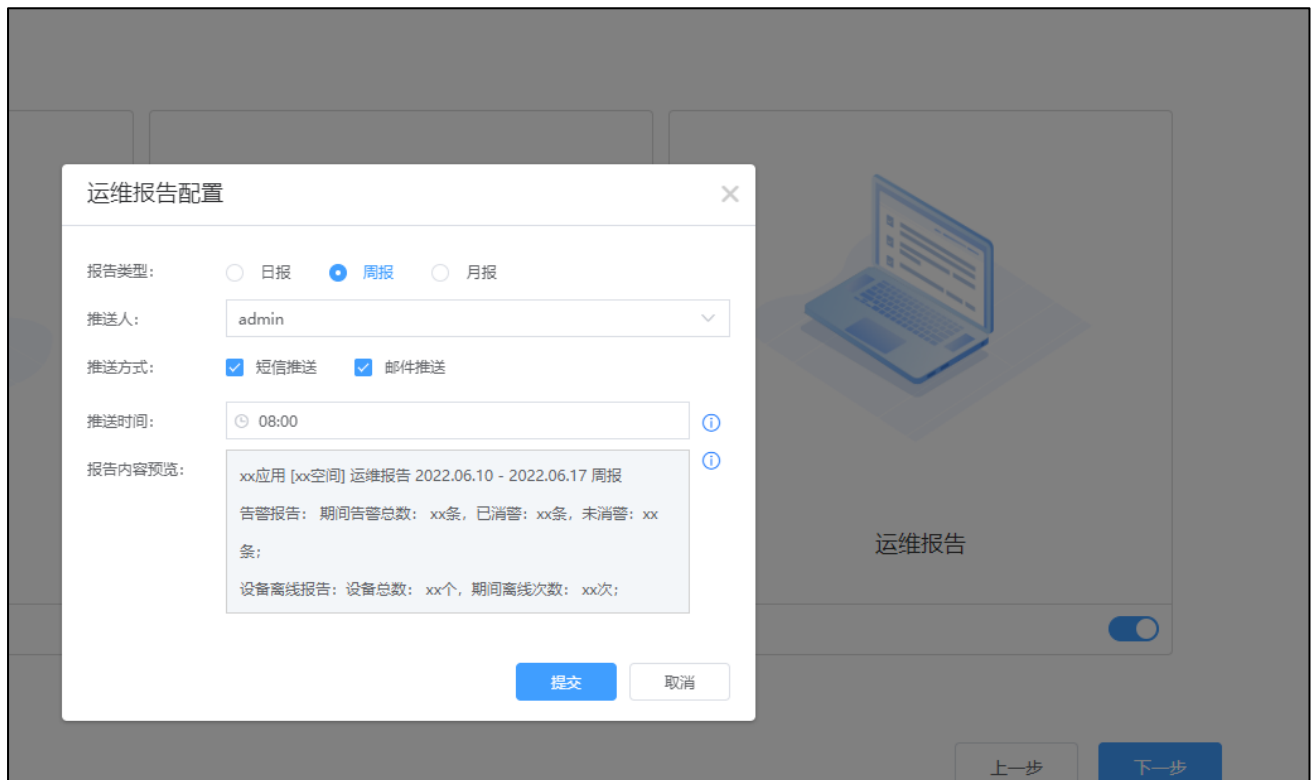 运维报告配置
报告类型：
日报
周报
月报
推送人：
admin
推送方式：
短信推送
邮件推送
推送时间：
08:00
报告内容预览：
xx应用 [xx空间] 运维报告 2022.06.10 - 2022.06.17 周报
告警报告： 期间告警总数： xx条，已消警：xx条，未消警：xx
条；
设备离线报告：设备总数： xx个，期间离线次数： xx次；
提交
取消
运维报告
上一步
下一步